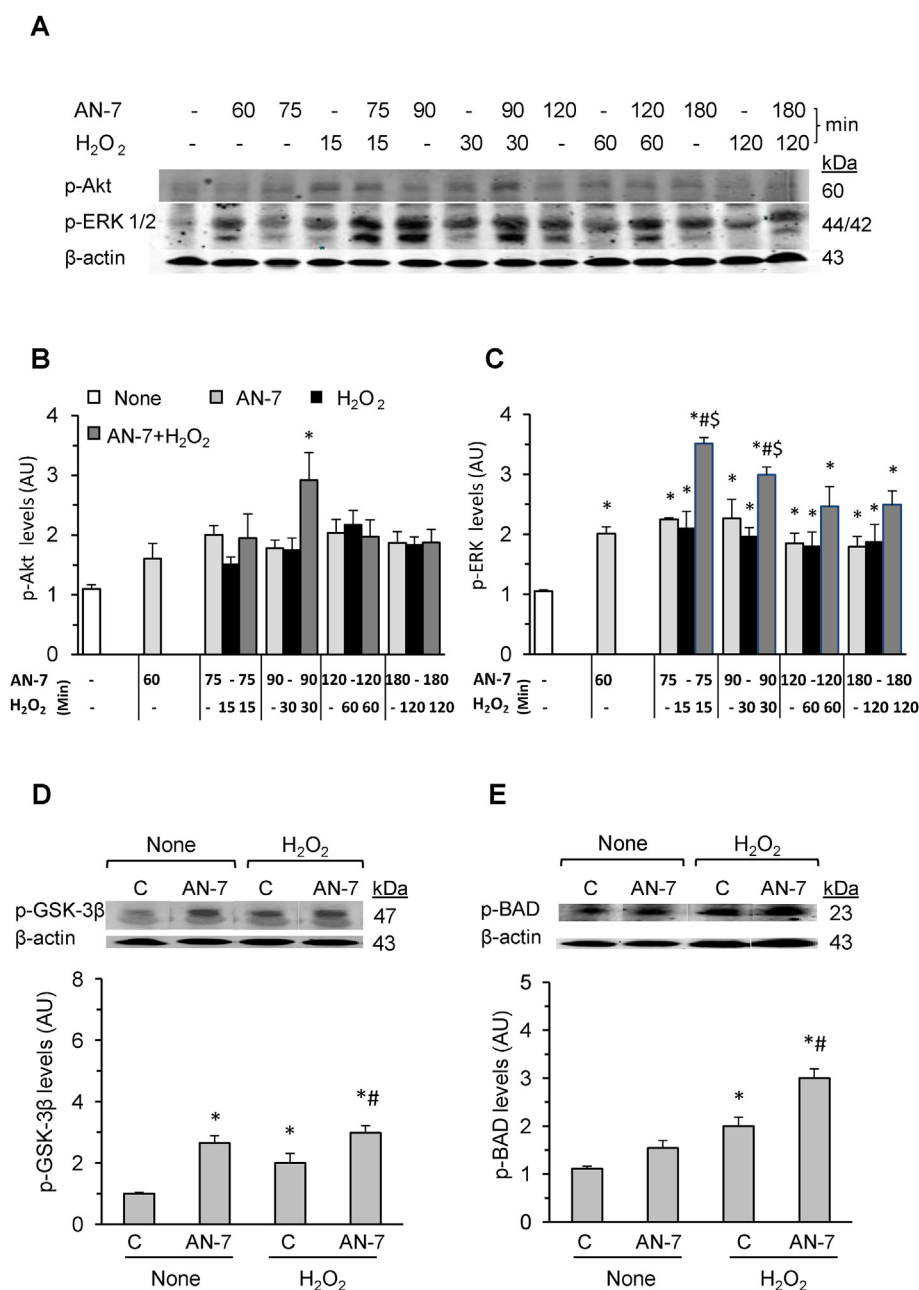 A
AN-7 - 60 75 - 75 90 - 90 120 - 120 180 - 180
min
H₂O₂ - - - 15 15 - 30 30 - 60 60 - 120 120
kDa
p-Akt 60
p-ERK 1/2 44/42
β-actin 43
B
None AN-7 H₂O₂
AN-7+H₂O₂
p-Akt levels (AU)
4
3
2
1
0
*
AN-7 - 60 75 - 75 90 - 90 120 - 120 180 - 180
(Min)
H₂O₂ - - - 15 15 - 30 30 - 60 60 - 120 120
C
p-ERK levels (AU)
4
3
2
1
0
* * * *#$ * * *#$ * * * * * *
AN-7 - 60 75 - 75 90 - 90 120 - 120 180 - 180
(Min)
H₂O₂ - - - 15 15 - 30 30 - 60 60 - 120 120
D
None H₂O₂
C AN-7 C AN-7 kDa
p-GSK-3β 47
β-actin 43
p-GSK-3β levels (AU)
8
6
4
2
0
* * *#
C AN-7 C AN-7
None H₂O₂
E
None H₂O₂
C AN-7 C AN-7 kDa
p-BAD 23
β-actin 43
p-BAD levels (AU)
5
4
3
2
1
0
* *#
C AN-7 C AN-7
None H₂O₂